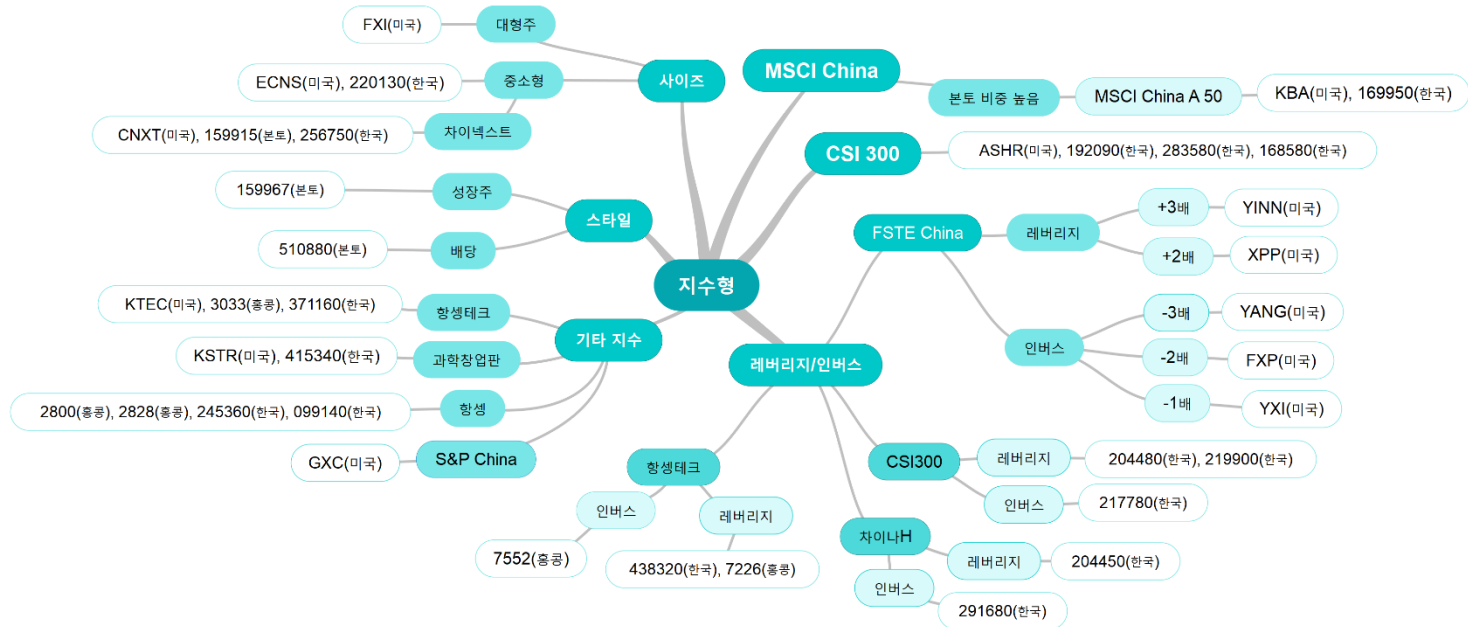 지수형
사이즈
대형주
FXI(미국)
중소형
ECNS(미국), 220130(한국)
차이넥스트
CNXT(미국), 159915(본토), 256750(한국)
스타일
성장주
159967(본토)
배당
510880(본토)
기타 지수
항셍테크
KTEC(미국), 3033(홍콩), 371160(한국)
과학창업판
KSTR(미국), 415340(한국)
항셍
2800(홍콩), 2828(홍콩), 245360(한국), 099140(한국)
S&P China
GXC(미국)
MSCI China
본토 비중 높음
MSCI China A 50
KBA(미국), 169950(한국)
CSI 300
ASHR(미국), 192090(한국), 283580(한국), 168580(한국)
레버리지/인버스
FSTE China
레버리지
+3배
YINN(미국)
+2배
XPP(미국)
인버스
-3배
YANG(미국)
-2배
FXP(미국)
-1배
YXI(미국)
CSI300
레버리지
204480(한국), 219900(한국)
인버스
217780(한국)
차이나H
레버리지
204450(한국)
인버스
291680(한국)
항셍테크
인버스
7552(홍콩)
레버리지
438320(한국), 7226(홍콩)